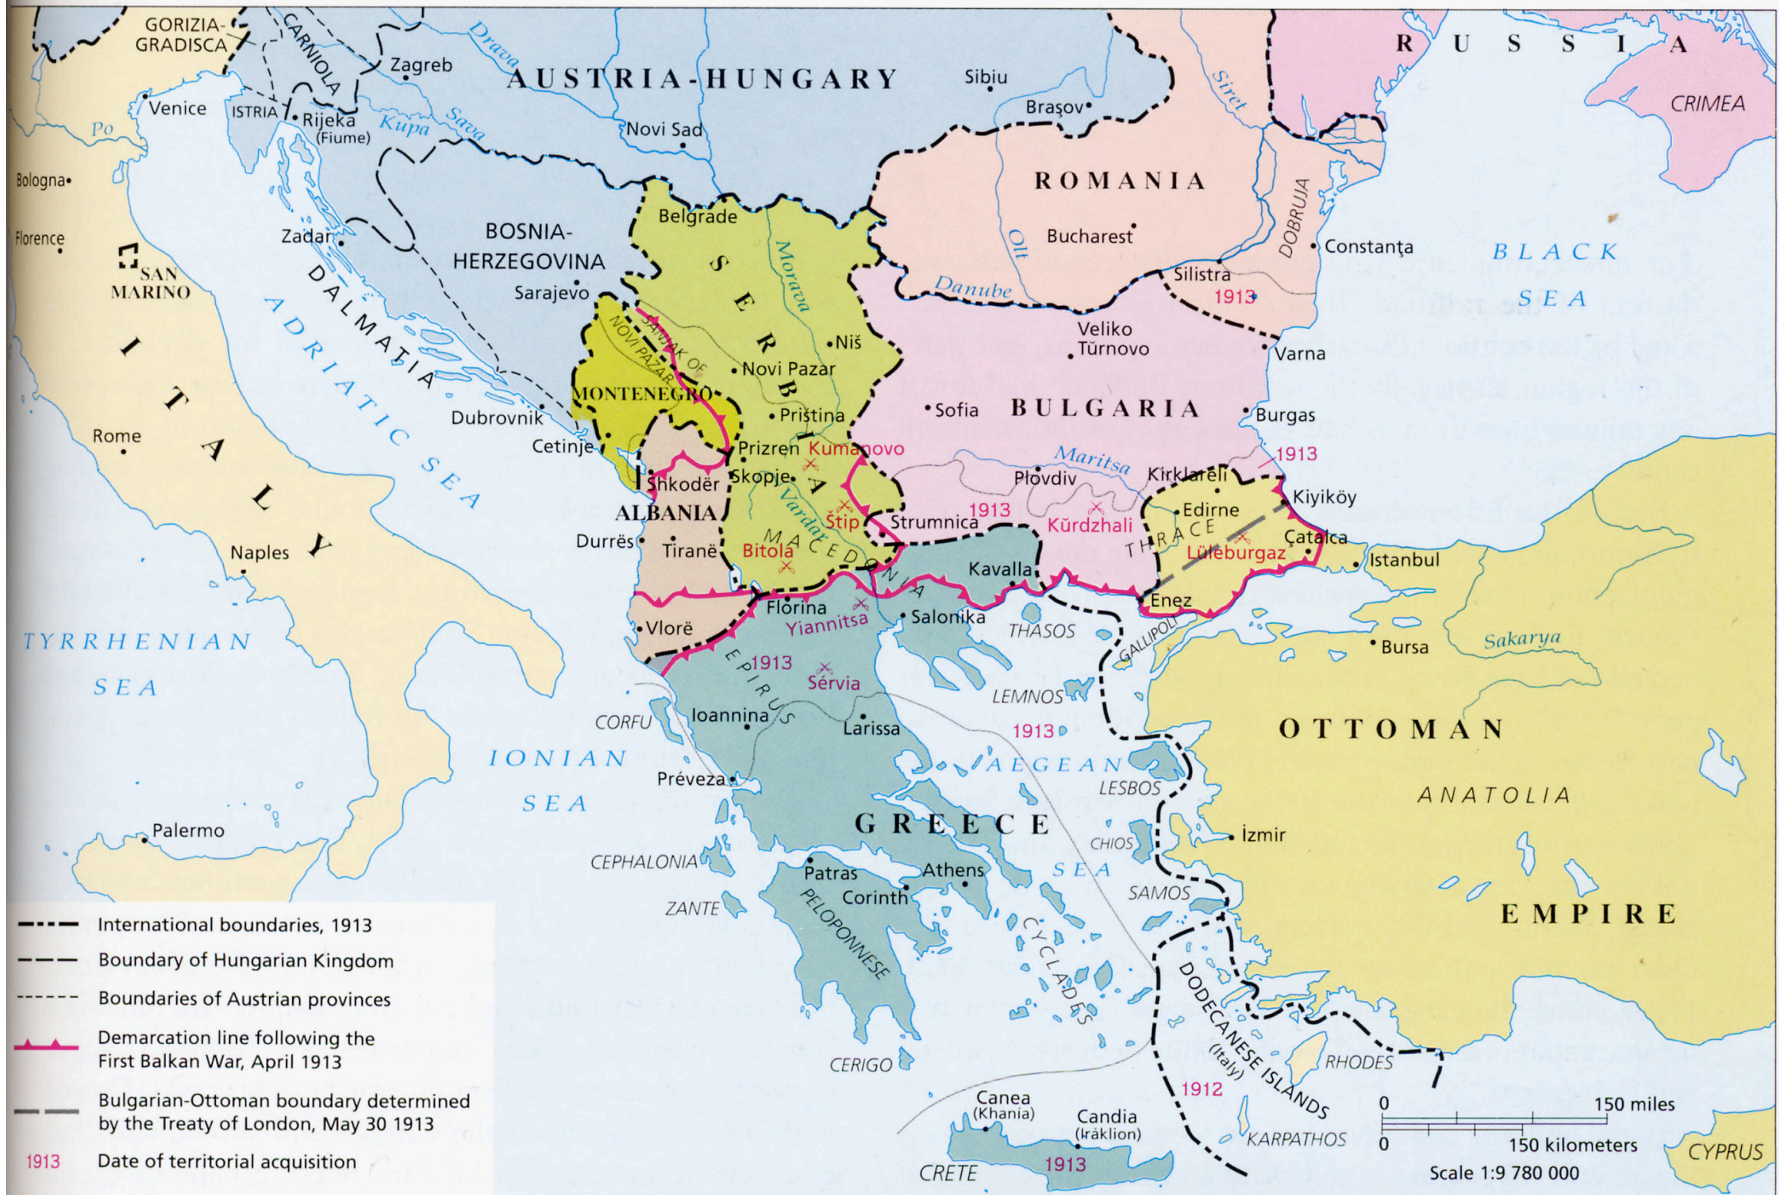 GORIZIA-
GRADISCA
CARNIOLA
Zagreb
Drava
AUSTRIA-HUNGARY
Sibiu
Siret
RUSSIA
CRIMEA
Po
Venice
ISTRIA
Rijeka
(Fiume)
Kupa
Sava
Novi Sad
Braşov
Bologna
ROMANIA
DOBRUJA
Belgrade
Florence
Zadar
BOSNIA-
HERZEGOVINA
Sarajevo
Morava
Olt
Bucharest
Constanţa
BLACK
SEA
SAN
MARINO
DALMATIA
Silistra
1913
Danube
ITALY
ADRIATIC SEA
SANJAK OF
NOVI PAZAR
SERBIA
Niš
Veliko
Tŭrnovo
Varna
Novi Pazar
MONTENEGRO
Dubrovnik
Priština
Sofia
BULGARIA
Burgas
Rome
Cetinje
Prizren
Kumanovo
Maritsa
1913
Shkodër
Skopje
Plovdiv
Kirklareli
Kiyiköy
ALBANIA
Vardar
Štip
Strumnica
1913
Kŭrdzhali
Edirne
THRACE
Durrës
Tiranë
Bitola
MACEDONIA
Lüleburgaz
Çatalca
Istanbul
Naples
Kavalla
Enez
Florina
Yiannitsa
Salonika
THASOS
GALLIPOLI
Vlorë
Bursa
Sakarya
TYRRHENIAN
SEA
EPIRUS
1913
Sérvia
LEMNOS
CORFU
Ioannina
Larissa
1913
OTTOMAN
EMPIRE
IONIAN
SEA
Préveza
AEGEAN
SEA
LESBOS
ANATOLIA
Palermo
GREECE
CHIOS
İzmir
CEPHALONIA
Patras
Athens
Corinth
SAMOS
ZANTE
PELOPONNESE
CYCLADES
DODECANESE ISLANDS
(Italy)
RHODES
CERIGO
1912
Canea
(Khanía)
Candia
(Iráklion)
KARPATHOS
CRETE
1913
CYPRUS
International boundaries, 1913
Boundary of Hungarian Kingdom
Boundaries of Austrian provinces
Demarcation line following the
First Balkan War, April 1913
Bulgarian-Ottoman boundary determined
by the Treaty of London, May 30 1913
1913 Date of territorial acquisition
0 150 miles
0 150 kilometers
Scale 1:9 780 000